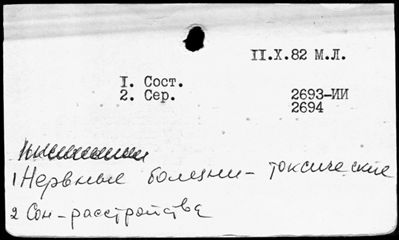 II.X.82 М.Л.
I. Сост.
2. Сер.
2693-ИИ
2694
1 Нервные болезни - токсические
2 Сон - расстройства